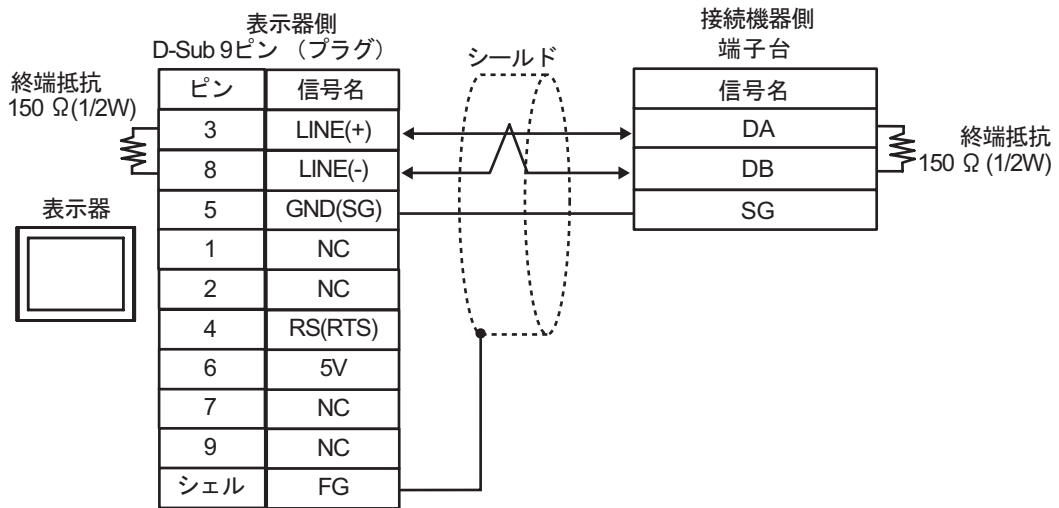 表示器側
D-Sub 9ピン （プラグ）
シールド
接続機器側
端子台
終端抵抗
150 Ω(1/2W)
ピン 信号名
3 LINE(+)
8 LINE(-)
5 GND(SG)
1 NC
2 NC
4 RS(RTS)
6 5V
7 NC
9 NC
シェル FG
表示器
信号名
DA
DB
SG
終端抵抗
150 Ω (1/2W)